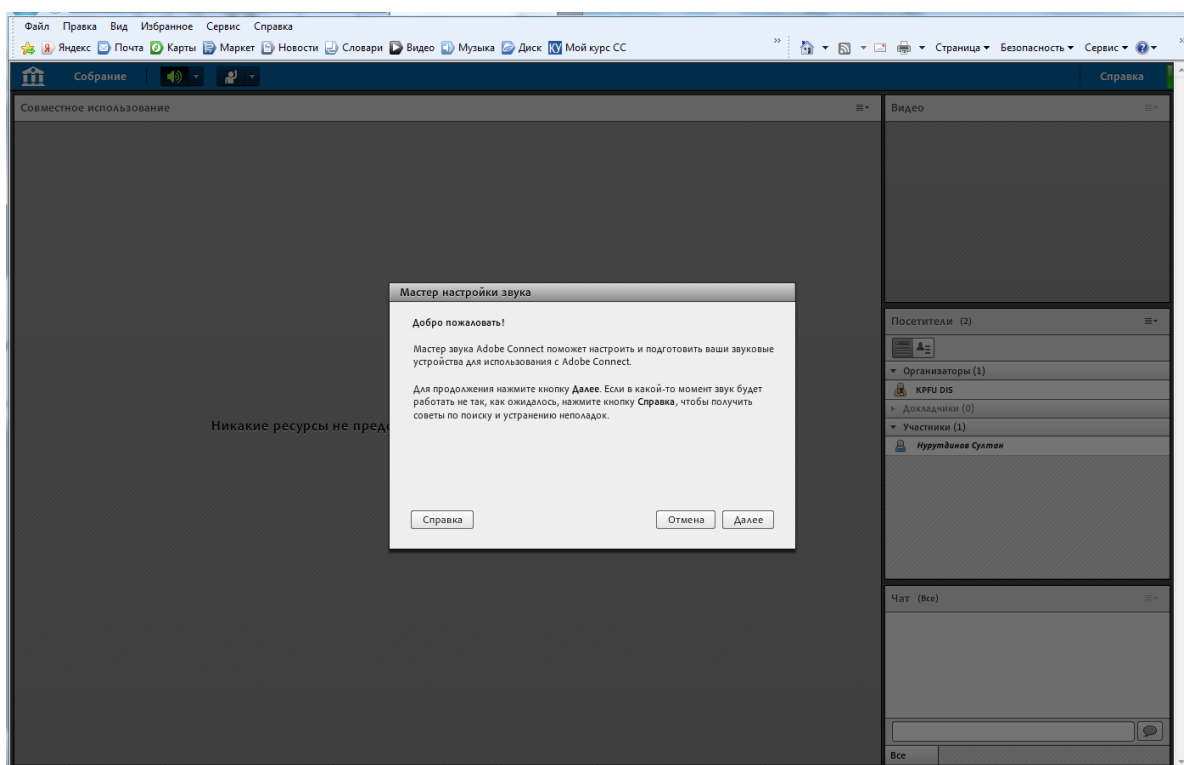 Файл Правка Вид Избранное Сервис Справка
Яндекс Почта Карты Маркет Новости Словари Видео Музыка Диск КУ Мой курс СС » Страница Безопасность Сервис »
Собрание Справка
Совместное использование
Видео
Мастер настройки звука
Добро пожаловать!
Мастер звука Adobe Connect поможет настроить и подготовить ваши звуковые
устройства для использования с Adobe Connect.
Для продолжения нажмите кнопку Далее. Если в какой-то момент звук будет
работать не так, как ожидалось, нажмите кнопку Справка, чтобы получить
советы по поиску и устранению неполадок.
Справка Отмена Далее
Никакие ресурсы не
Посетители (2)
Организаторы (1)
KPFU DIS
Докладчики (0)
Участники (1)
Нурутдинов Султан
Чат (Все)
Все